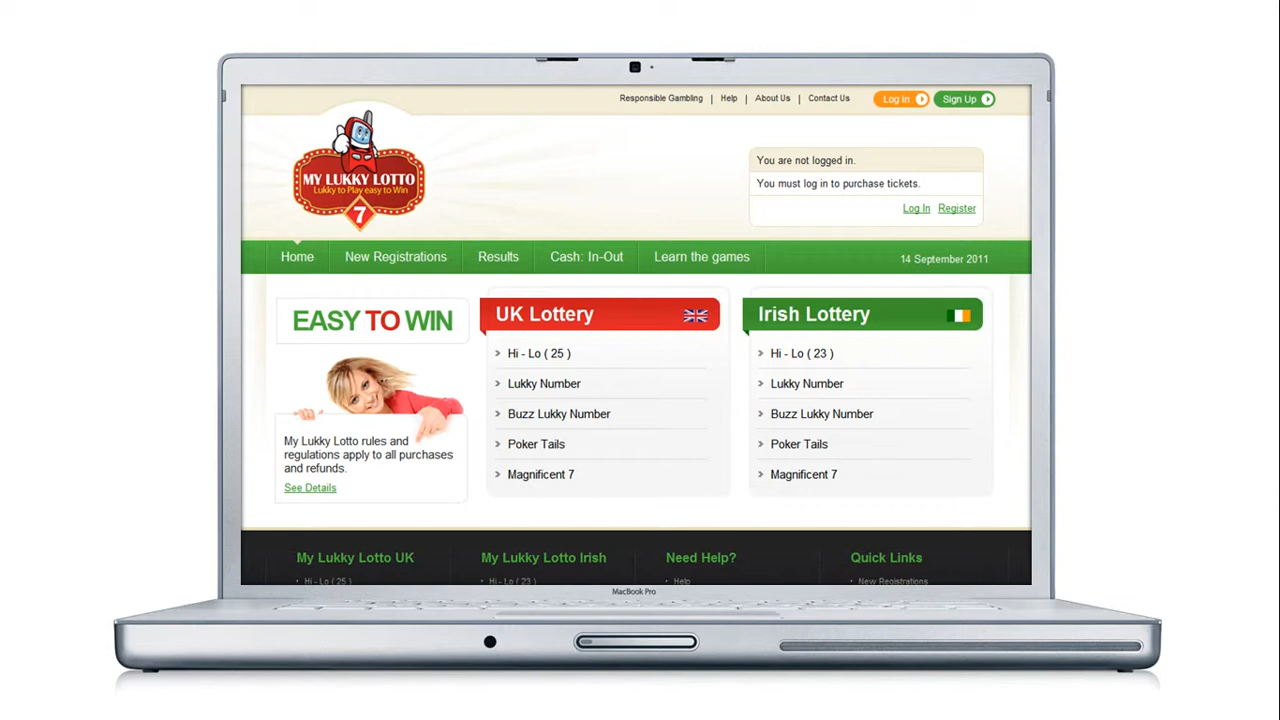 Responsible Gambling | Help | About Us | Contact Us Log In Sign Up
MY LUKKY LOTTO
Lukky to Play easy to Win
7
You are not logged in.
You must log in to purchase tickets.
Log In Register
Home New Registrations Results Cash: In-Out Learn the games 14 September 2011
EASY TO WIN
My Lukky Lotto rules and
regulations apply to all purchases
and refunds.
See Details
UK Lottery
Hi - Lo ( 25 )
Lukky Number
Buzz Lukky Number
Poker Tails
Magnificent 7
Irish Lottery
Hi - Lo ( 23 )
Lukky Number
Buzz Lukky Number
Poker Tails
Magnificent 7
My Lukky Lotto UK My Lukky Lotto Irish Need Help? Quick Links
Hi - Lo ( 25 ) Hi - Lo ( 23 ) Help New Registrations
MacBook Pro